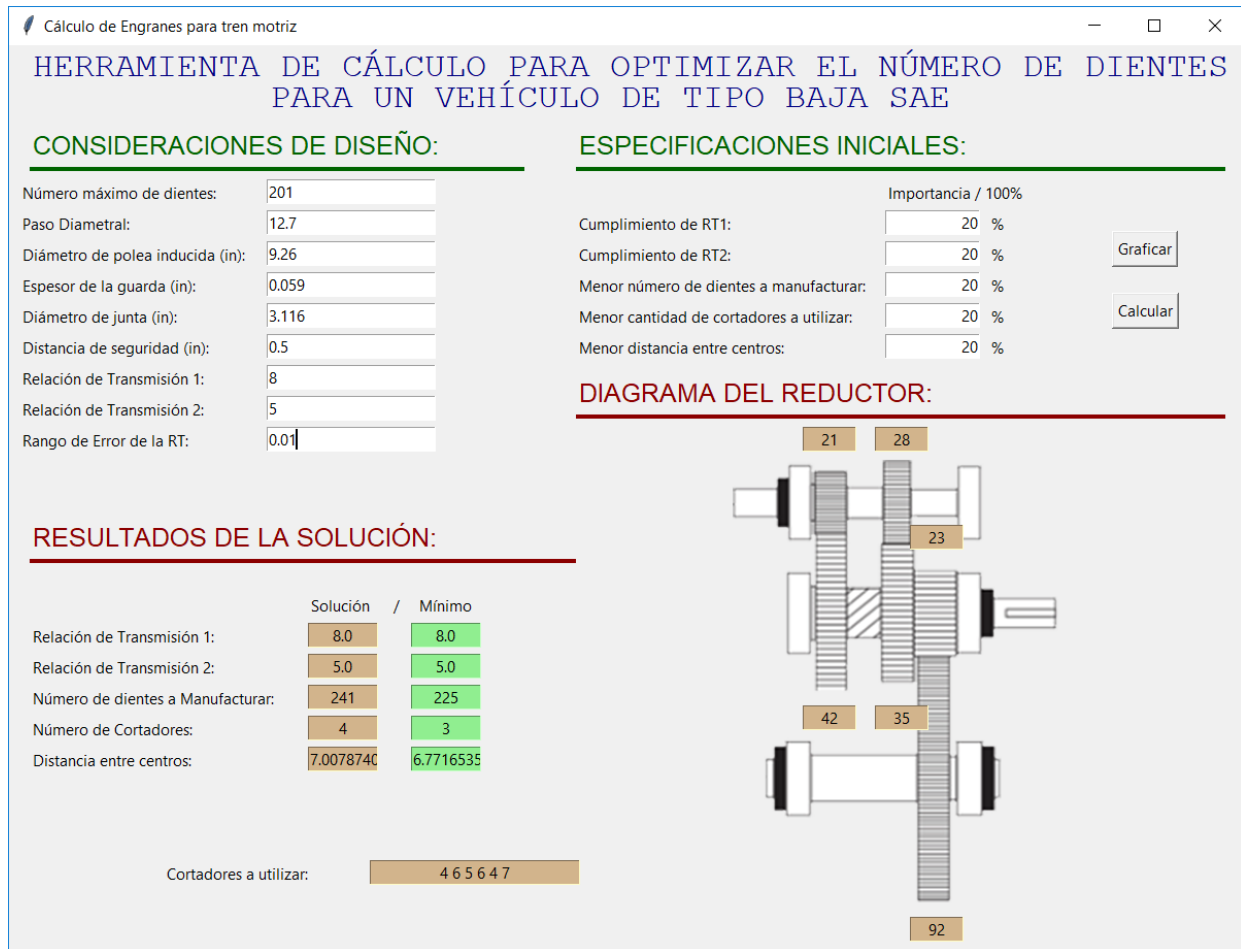 Cálculo de Engranes para tren motriz
HERRAMIENTA DE CÁLCULO PARA OPTIMIZAR EL NÚMERO DE DIENTES
PARA UN VEHÍCULO DE TIPO BAJA SAE
CONSIDERACIONES DE DISEÑO:
Número máximo de dientes: 201
Paso Diametral: 12.7
Diámetro de polea inducida (in): 9.26
Espesor de la guarda (in): 0.059
Diámetro de junta (in): 3.116
Distancia de seguridad (in): 0.5
Relación de Transmisión 1: 8
Relación de Transmisión 2: 5
Rango de Error de la RT: 0.01
ESPECIFICACIONES INICIALES:
Importancia / 100%
Cumplimiento de RT1: 20 %
Cumplimiento de RT2: 20 %
Menor número de dientes a manufacturar: 20 %
Menor cantidad de cortadores a utilizar: 20 %
Menor distancia entre centros: 20 %
Graficar
Calcular
DIAGRAMA DEL REDUCTOR:
21 28
23
42 35
92
RESULTADOS DE LA SOLUCIÓN:
Solución / Mínimo
Relación de Transmisión 1: 8.0 8.0
Relación de Transmisión 2: 5.0 5.0
Número de dientes a Manufacturar: 241 225
Número de Cortadores: 4 3
Distancia entre centros: 7.0078740 6.7716535
Cortadores a utilizar: 4 6 5 6 4 7